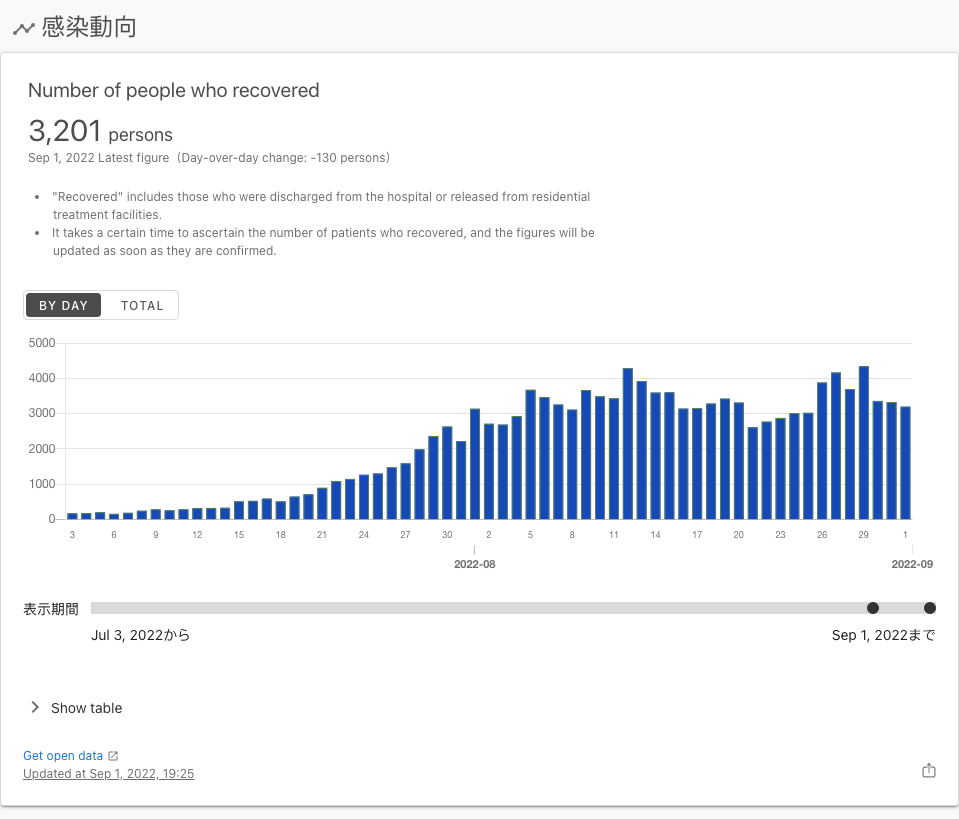 感染動向
Number of people who recovered
3,201 persons
Sep 1, 2022 Latest figure (Day-over-day change: -130 persons)
• "Recovered" includes those who were discharged from the hospital or released from residential
treatment facilities.
• It takes a certain time to ascertain the number of patients who recovered, and the figures will be
updated as soon as they are confirmed.
BY DAY TOTAL
5000
4000
3000
2000
1000
0
3 6 9 12 15 18 21 24 27 30 2 5 8 11 14 17 20 23 26 29 1
2022-08 2022-09
表示期間
Jul 3, 2022から Sep 1, 2022まで
Show table
Get open data
Updated at Sep 1, 2022, 19:25